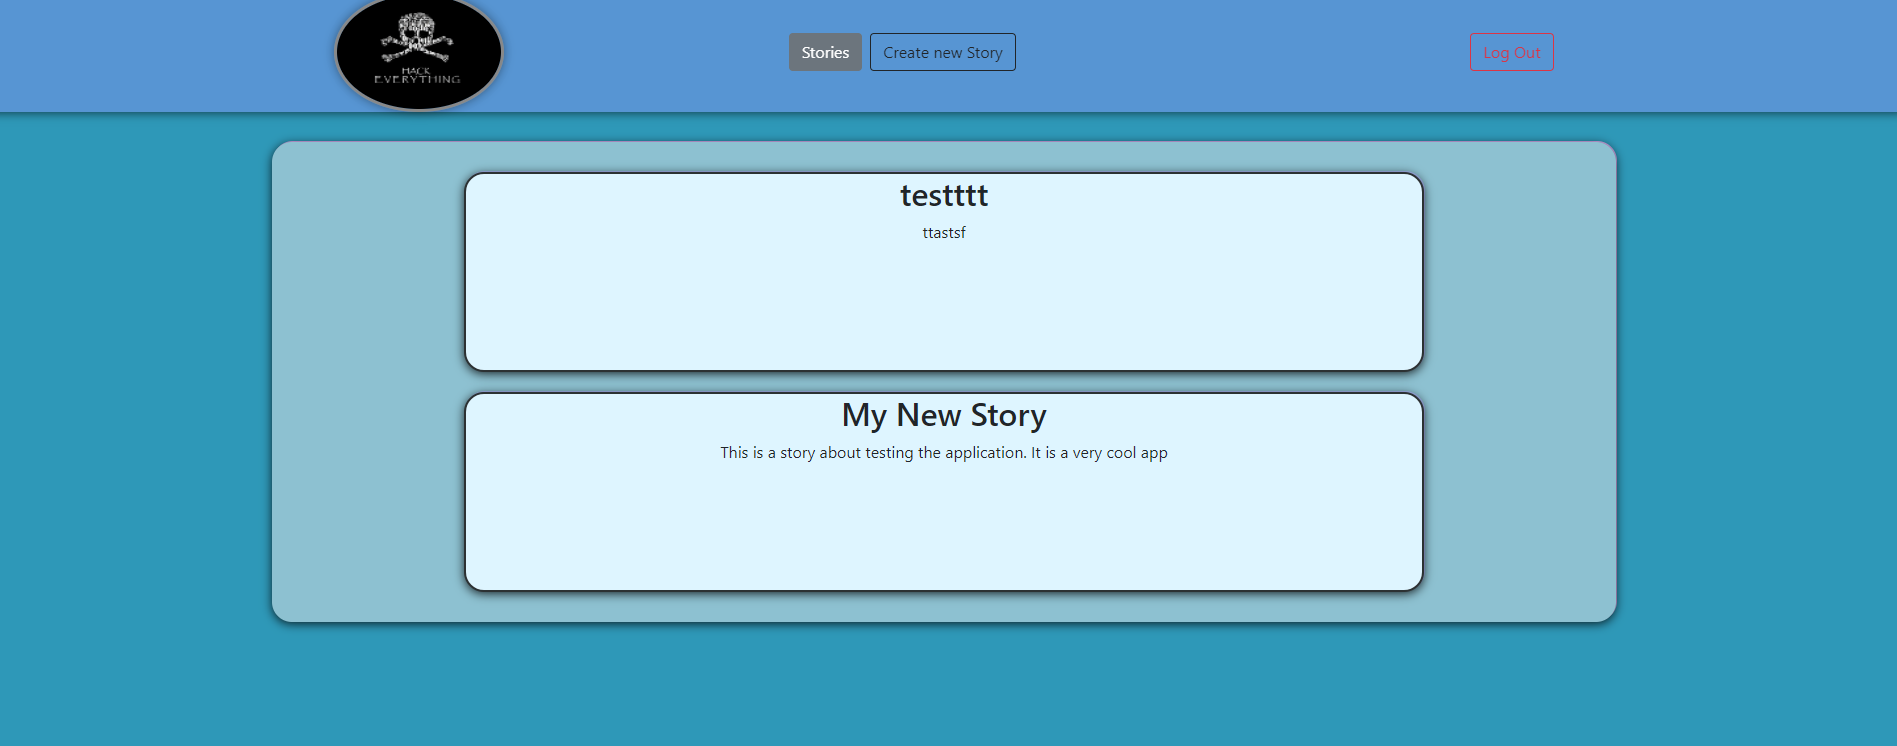 HACK
EVERYTHING
Stories
Create new Story
Log Out
testttt
ttastsf
My New Story
This is a story about testing the application. It is a very cool app